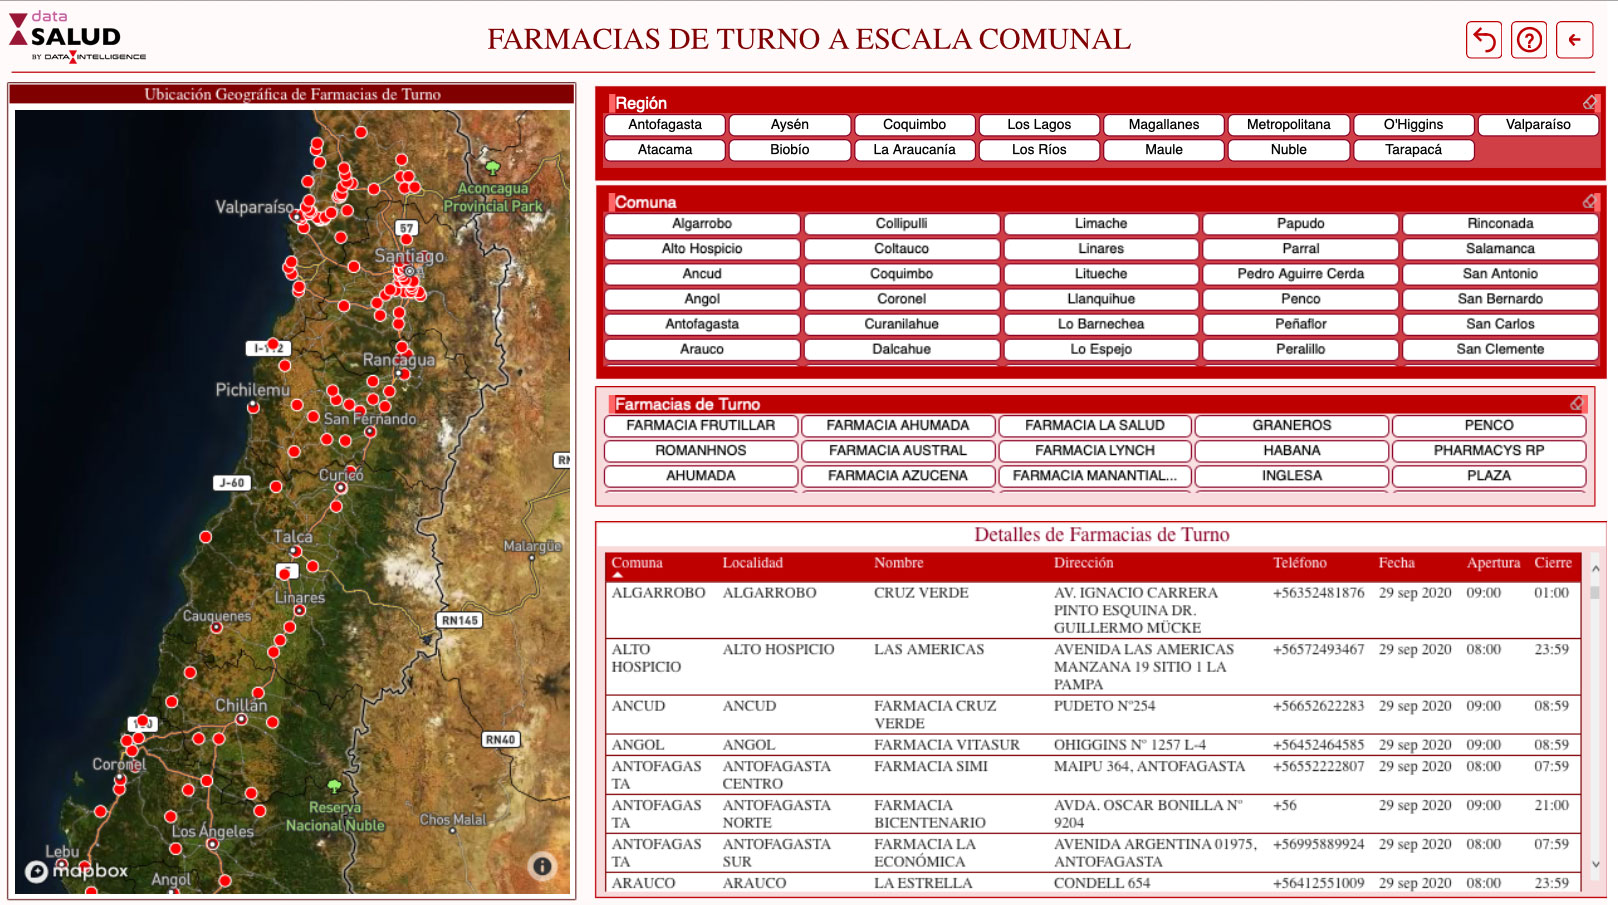 data
SALUD
BY DATA INTELLIGENCE
FARMACIAS DE TURNO A ESCALA COMUNAL
Ubicación Geográfica de Farmacias de Turno
Aconcagua
Provincial Park
Valparaíso
57
Santiago
Rancagua
Pichilemu
San Fernando
J-60
Curicó
Talca
Malargüe
Linares
Cauquenes
RN145
Chillán
RN40
Coronel
Reserva
Nacional Ñuble
Chos Malal
Los Ángeles
Lebu
mapbox
Angol
Región
Antofagasta Aysén Coquimbo Los Lagos Magallanes Metropolitana O'Higgins Valparaíso
Atacama Biobío La Araucanía Los Ríos Maule Nuble Tarapacá
Comuna
Algarrobo Collipulli Limache Papudo Rinconada
Alto Hospicio Coltauco Linares Parral Salamanca
Ancud Coquimbo Litueche Pedro Aguirre Cerda San Antonio
Angol Coronel Llanquihue Penco San Bernardo
Antofagasta Curanilahue Lo Barnechea Peñaflor San Carlos
Arauco Dalcahue Lo Espejo Peralillo San Clemente
Farmacias de Turno
FARMACIA FRUTILLAR FARMACIA AHUMADA FARMACIA LA SALUD GRANEROS PENCO
ROMANHNOS FARMACIA AUSTRAL FARMACIA LYNCH HABANA PHARMACYS RP
AHUMADA FARMACIA AZUCENA FARMACIA MANANTIAL... INGLESA PLAZA
Detalles de Farmacias de Turno
Comuna Localidad Nombre Dirección Teléfono Fecha Apertura Cierre
ALGARROBO ALGARROBO CRUZ VERDE AV. IGNACIO CARRERA +56352481876 29 sep 2020 09:00 01:00
PINTO ESQUINA DR.
GUILLERMO MÜCKE
ALTO ALTO HOSPICIO LAS AMERICAS AVENIDA LAS AMERICAS +56572493467 29 sep 2020 08:00 23:59
HOSPICIO MANZANA 19 SITIO 1 LA
PAMPA
ANCUD ANCUD FARMACIA CRUZ PUDETO Nº254 +56652622283 29 sep 2020 09:00 08:59
VERDE
ANGOL ANGOL FARMACIA VITASUR OHIGGINS Nº 1257 L-4 +56452464585 29 sep 2020 09:00 08:59
ANTOFAGAS ANTOFAGASTA FARMACIA SIMI MAIPU 364, ANTOFAGASTA +56552222807 29 sep 2020 08:00 07:59
TA CENTRO
ANTOFAGAS ANTOFAGASTA FARMACIA AVDA. OSCAR BONILLA Nº +56 29 sep 2020 09:00 21:00
TA NORTE BICENTENARIO 9204
ANTOFAGAS ANTOFAGASTA FARMACIA LA AVENIDA ARGENTINA 01975, +56995889924 29 sep 2020 08:00 07:59
TA SUR ECONÓMICA ANTOFAGASTA
ARAUCO ARAUCO LA ESTRELLA CONDELL 654 +56412551009 29 sep 2020 08:00 23:59